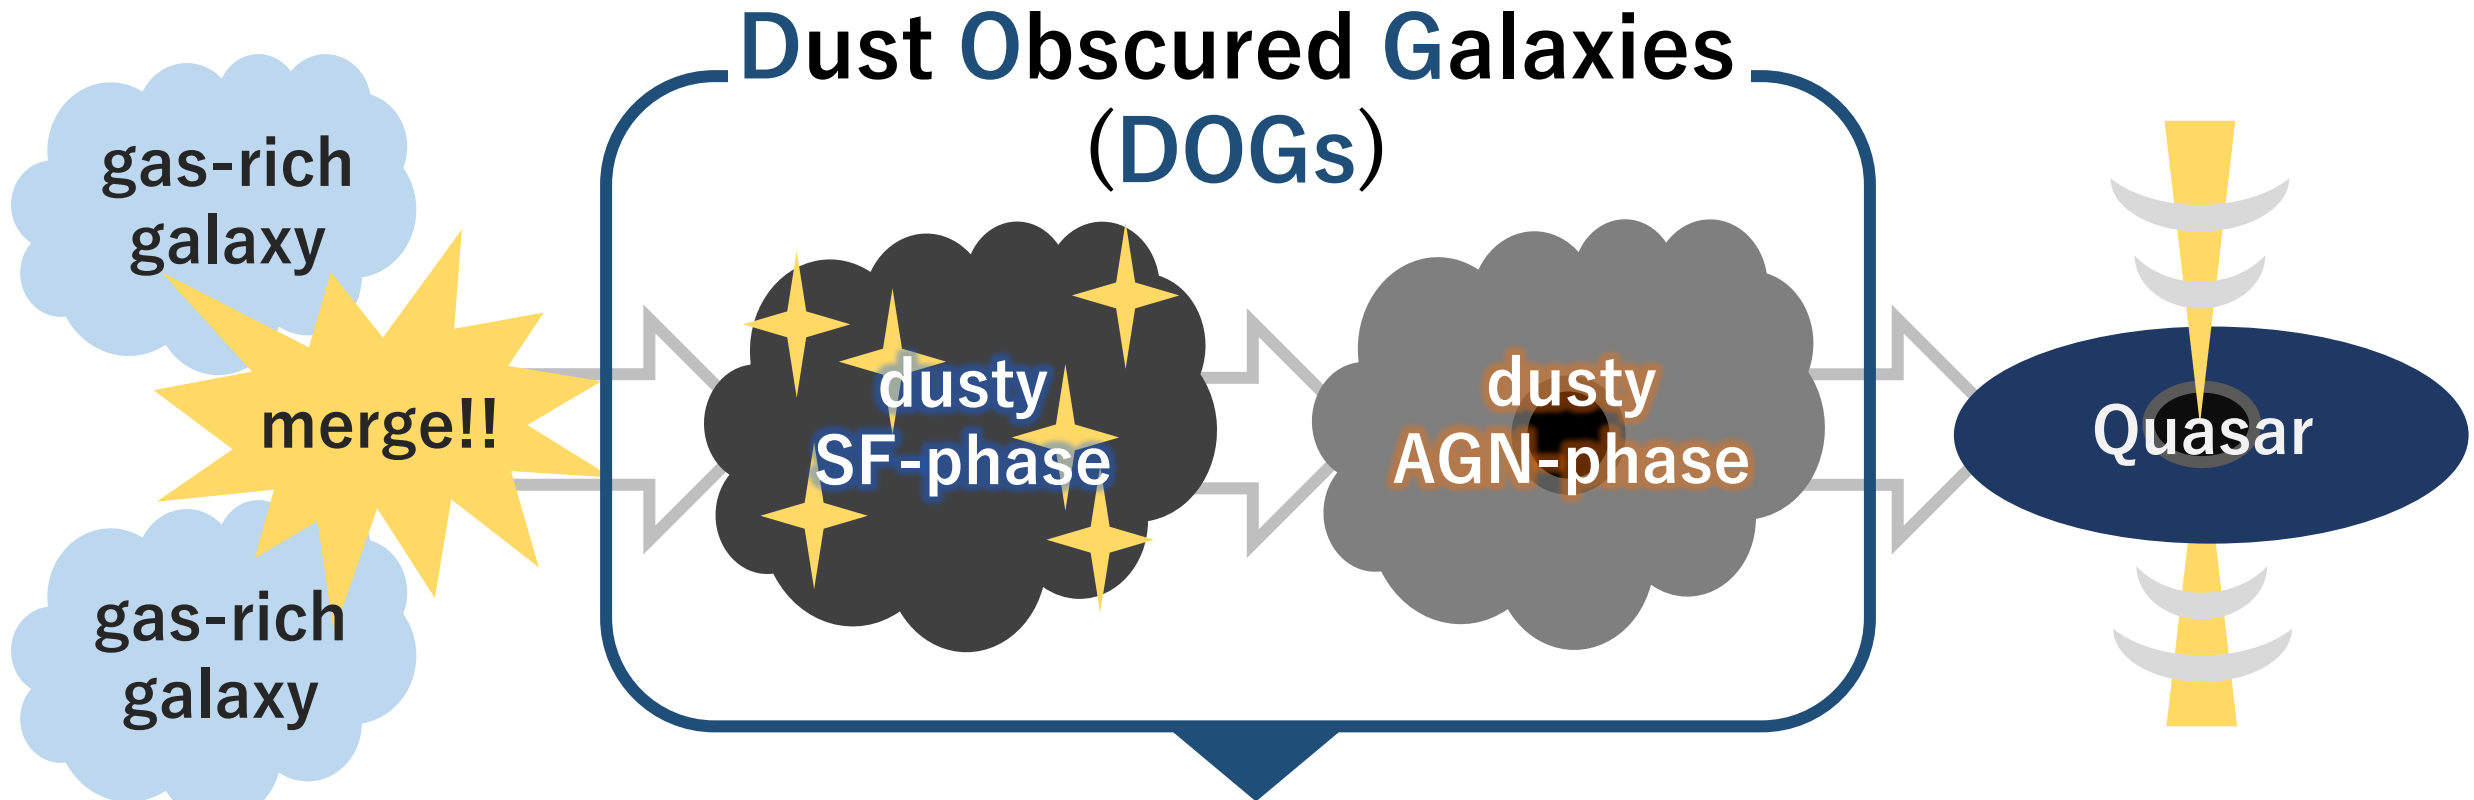 Dust Obscured Galaxies
(DOGs)
gas-rich
galaxy
merge!!
gas-rich
galaxy
dusty
SF-phase
dusty
AGN-phase
Quasar